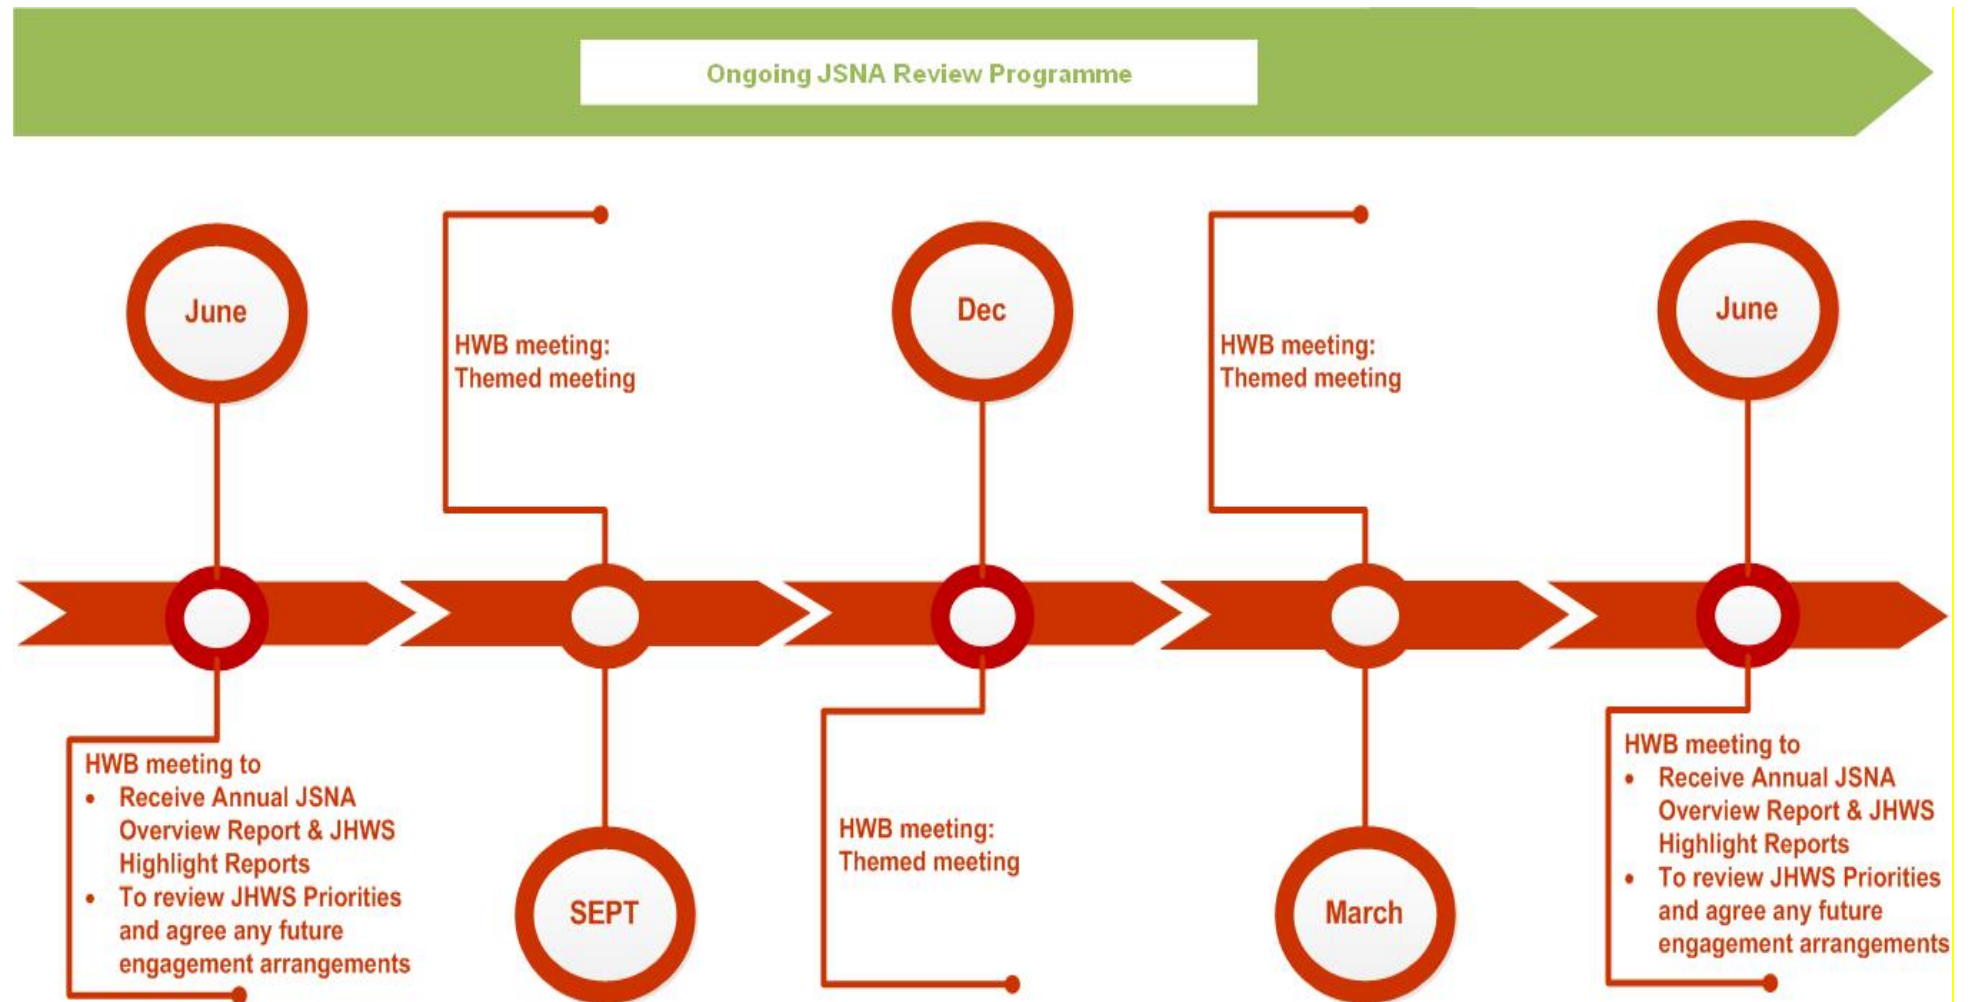 Ongoing JSNA Review Programme
June
HWB meeting to
• Receive Annual JSNA
Overview Report & JHWS
Highlight Reports
• To review JHWS Priorities
and agree any future
engagement arrangements
HWB meeting:
Themed meeting
SEPT
Dec
HWB meeting:
Themed meeting
HWB meeting:
Themed meeting
March
June
HWB meeting to
• Receive Annual JSNA
Overview Report & JHWS
Highlight Reports
• To review JHWS Priorities
and agree any future
engagement arrangements